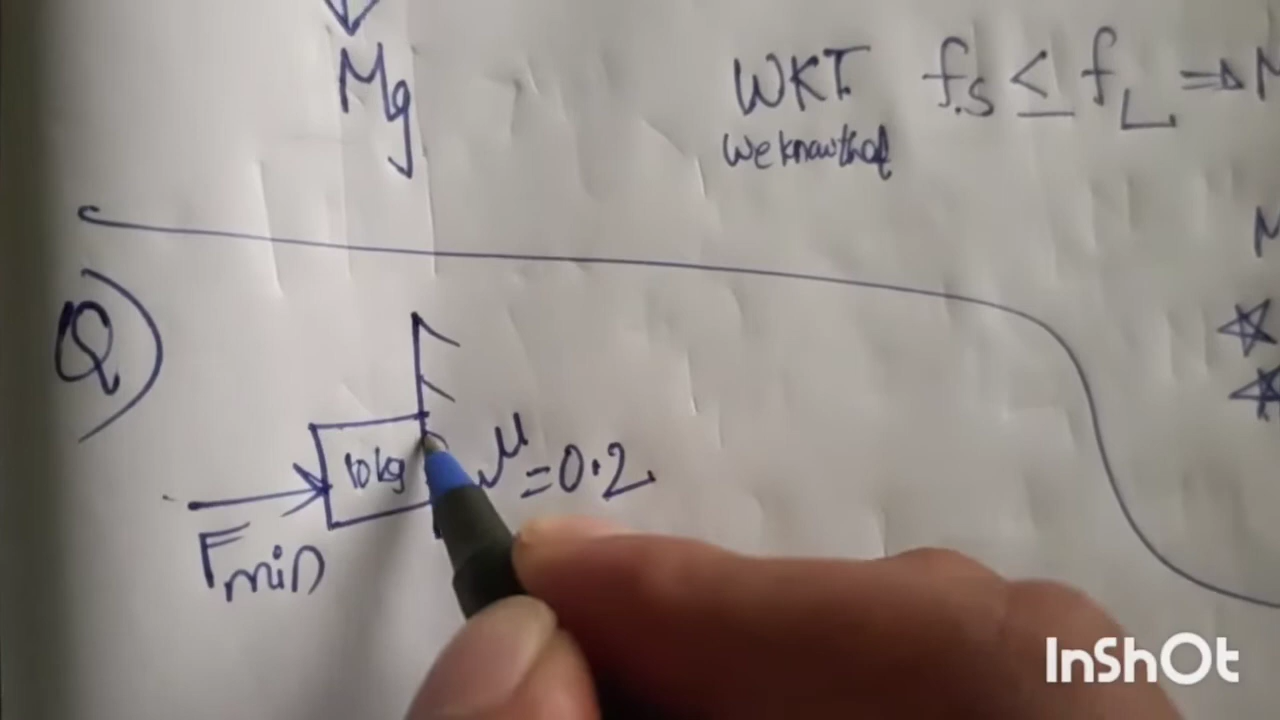 Mg
WKT fs ≤ fL ⇒
We know that
Q)
10kg
μ = 0.2
Fmin
InShOt